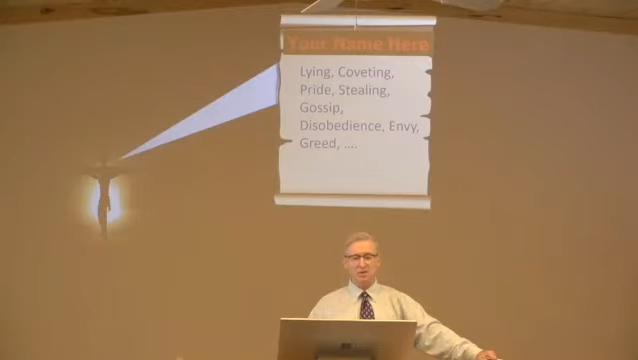 Your Name Here
Lying, Coveting,
Pride, Stealing,
Gossip,
Disobedience, Envy,
Greed, ....